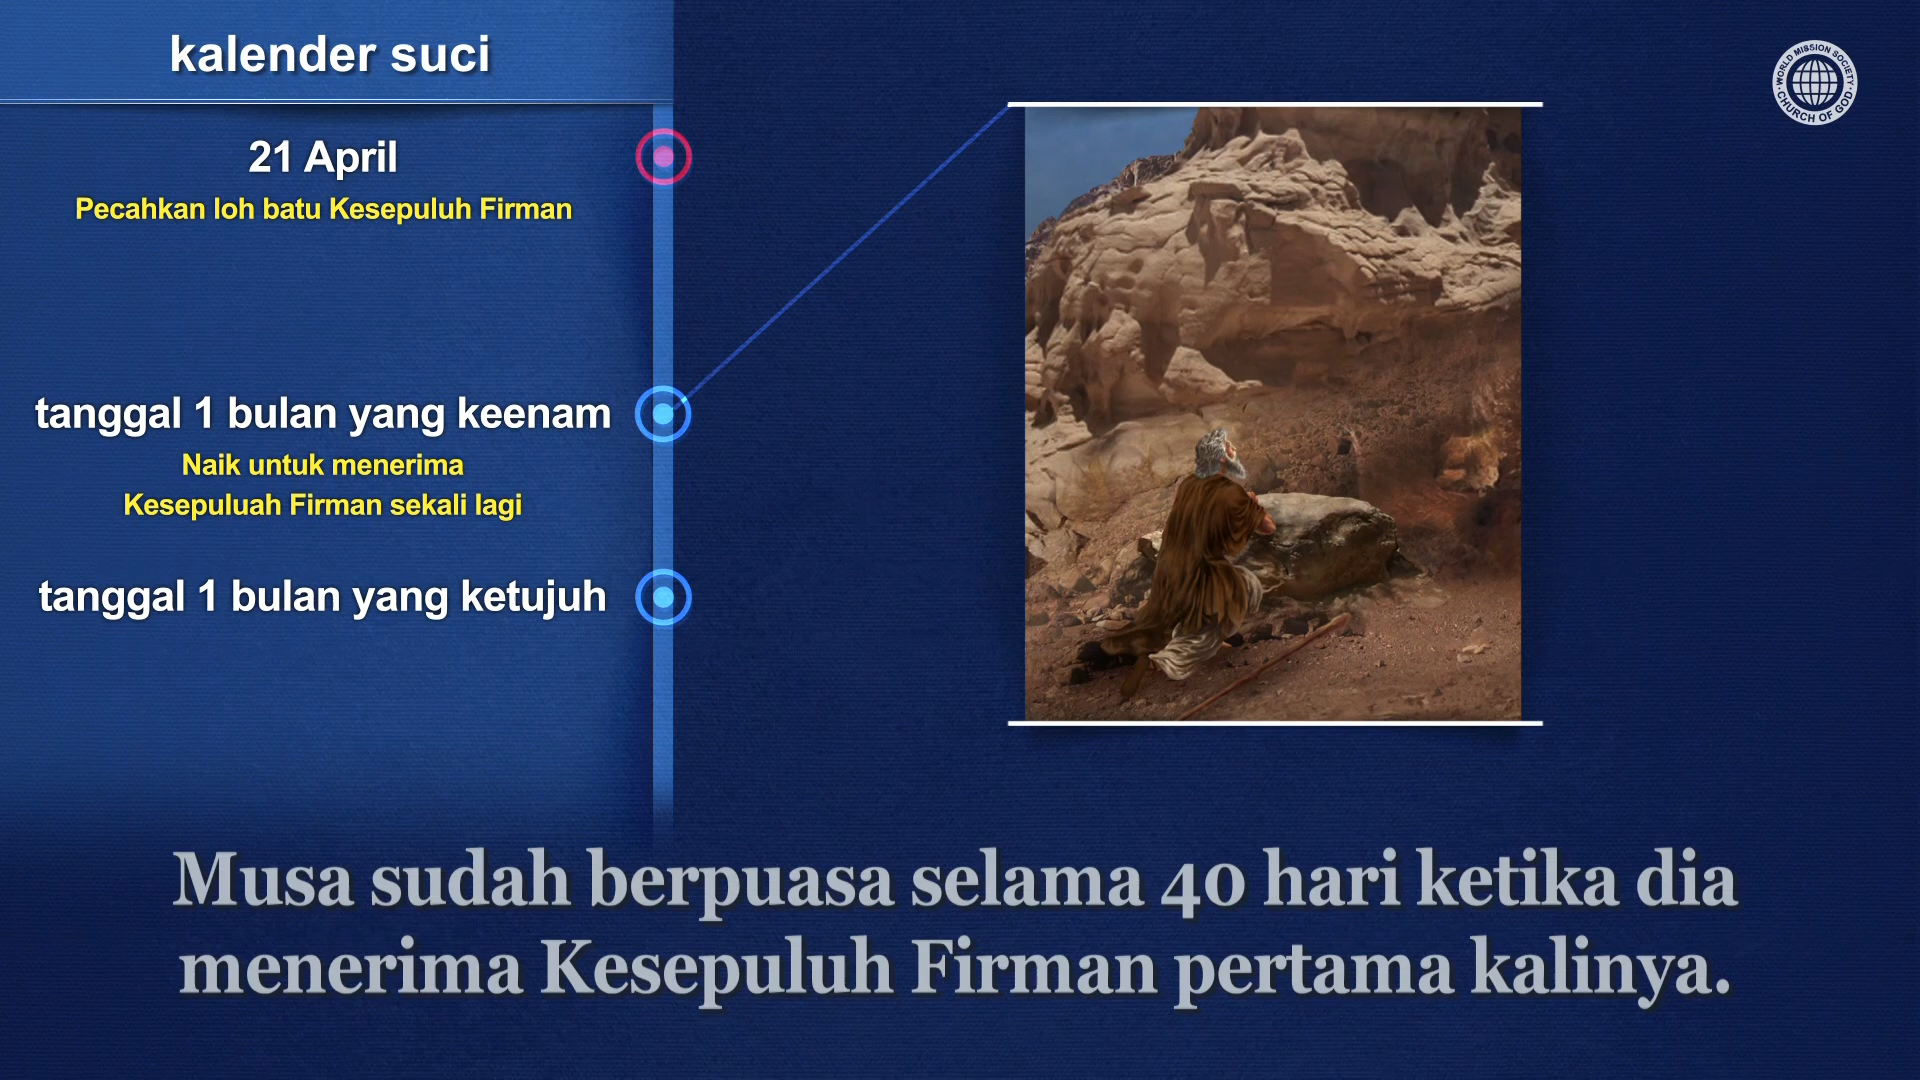 kalender suci
21 April
Pecahkan loh batu Kesepuluh Firman
tanggal 1 bulan yang keenam
Naik untuk menerima
Kesepuluah Firman sekali lagi
tanggal 1 bulan yang ketujuh
WORLD MISSION SOCIETY
CHURCH OF GOD
Musa sudah berpuasa selama 40 hari ketika dia
menerima Kesepuluh Firman pertama kalinya.